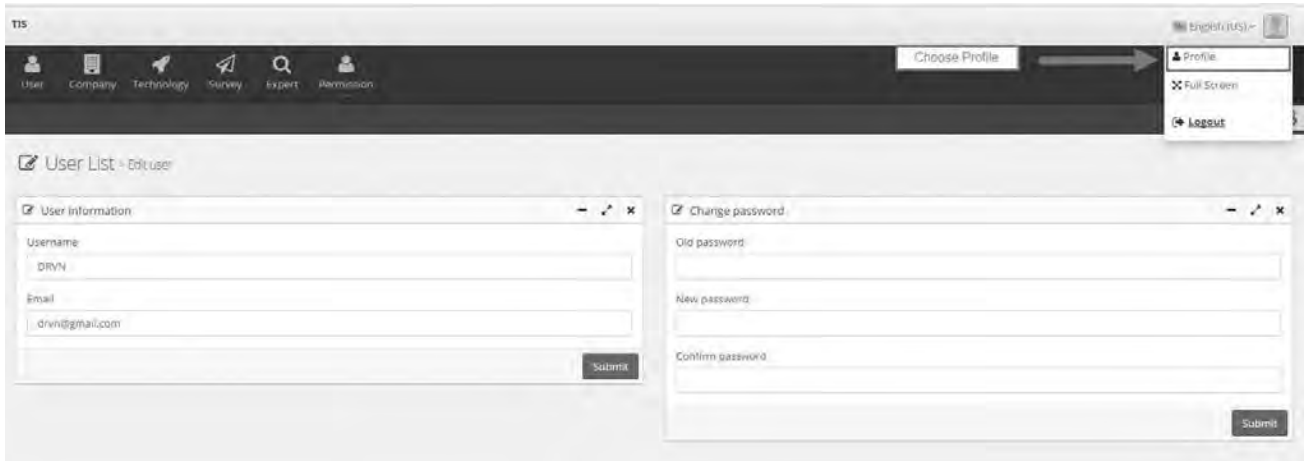 TIS
English (US)
User Company Technology Survey Expert Permission
Choose Profile
Profile
Full Screen
Logout
User List - Edit user
User information
Username
DRVN
Email
drvn@gmail.com
Submit
Change password
Old password
New password
Confirm password
Submit